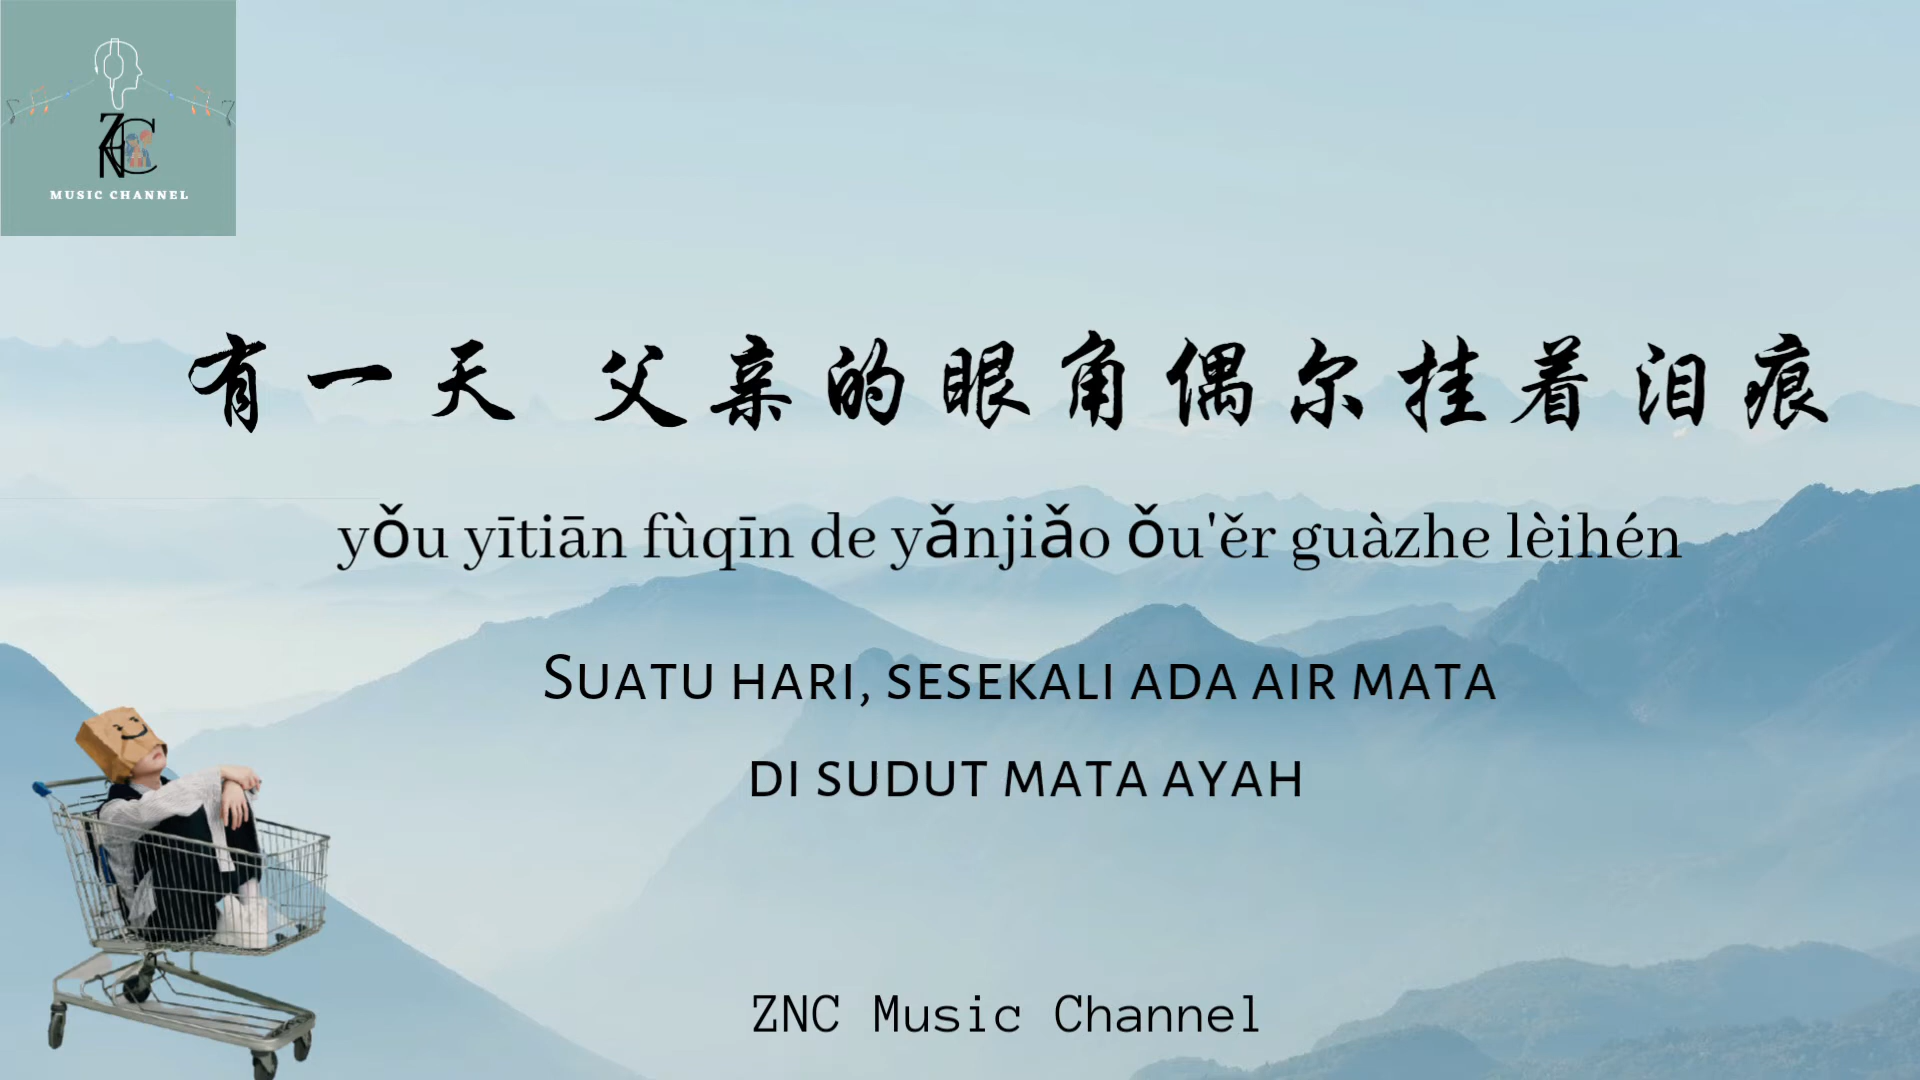 ZNC
MUSIC CHANNEL
有一天 父亲的眼角偶尔挂着泪痕
yǒu yītiān fùqīn de yǎnjiǎo ǒu'ěr guàzhe lèihén
SUATU HARI, SESEKALI ADA AIR MATA
DI SUDUT MATA AYAH
ZNC Music Channel